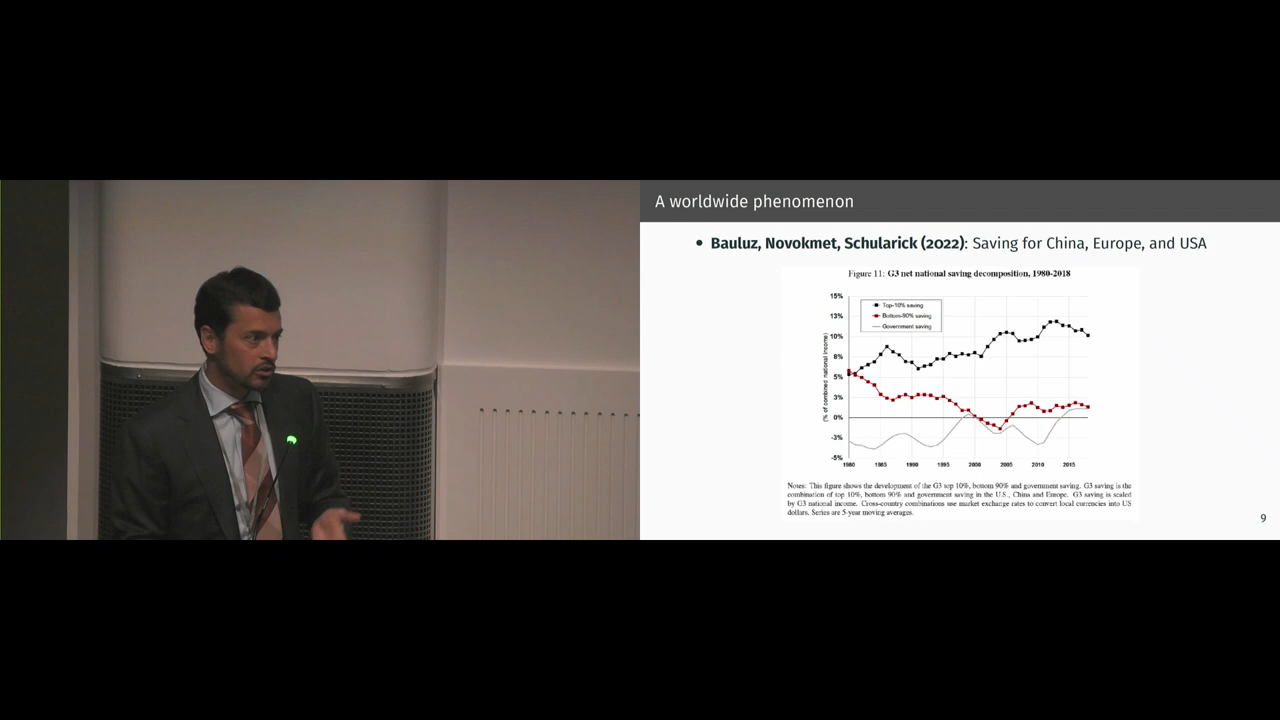 A worldwide phenomenon
• Bauluz, Novokmet, Schularick (2022): Saving for China, Europe, and USA
Figure 11: G3 net national saving decomposition, 1980-2018
15%
13%
10%
8%
5%
3%
0%
-3%
-5%
(% of combined national income)
Top-10% saving
Bottom-90% saving
Government saving
1980 1985 1990 1995 2000 2005 2010 2015
Notes: This figure shows the development of the G3 top 10%, bottom 90% and government saving. G3 saving is the
combination of top 10%, bottom 90% and government saving in the U.S., China and Europe. G3 saving is scaled
by G3 national income. Cross-country combinations use market exchange rates to convert local currencies into US
dollars. Series are 5-year moving averages.
9